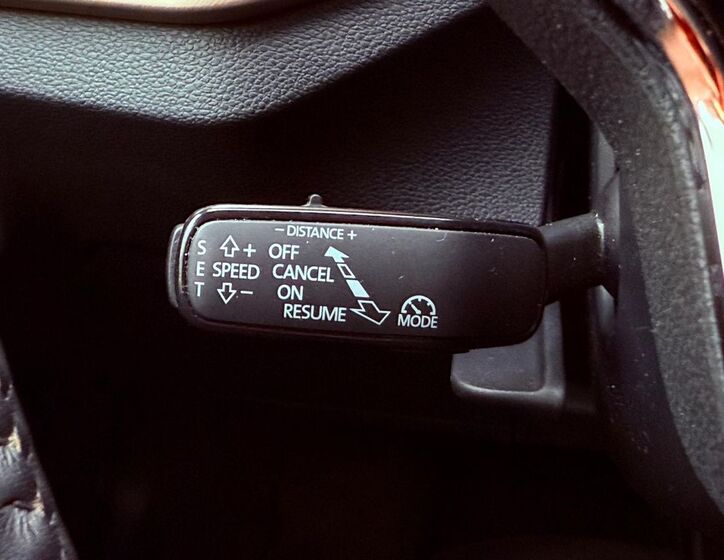 - DISTANCE +
S + OFF
E SPEED CANCEL
T - ON
RESUME
MODE